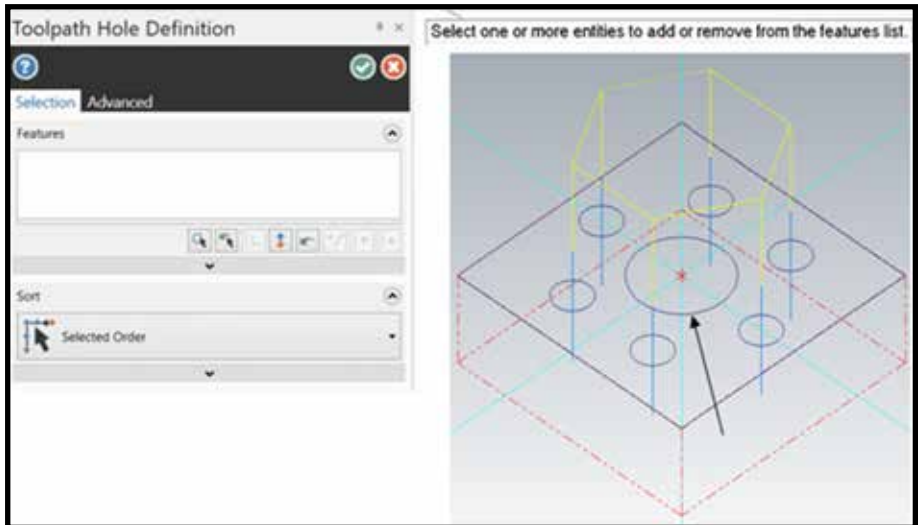 Toolpath Hole Definition
Select one or more entities to add or remove from the features list.
Selection Advanced
Features
Sort
Selected Order